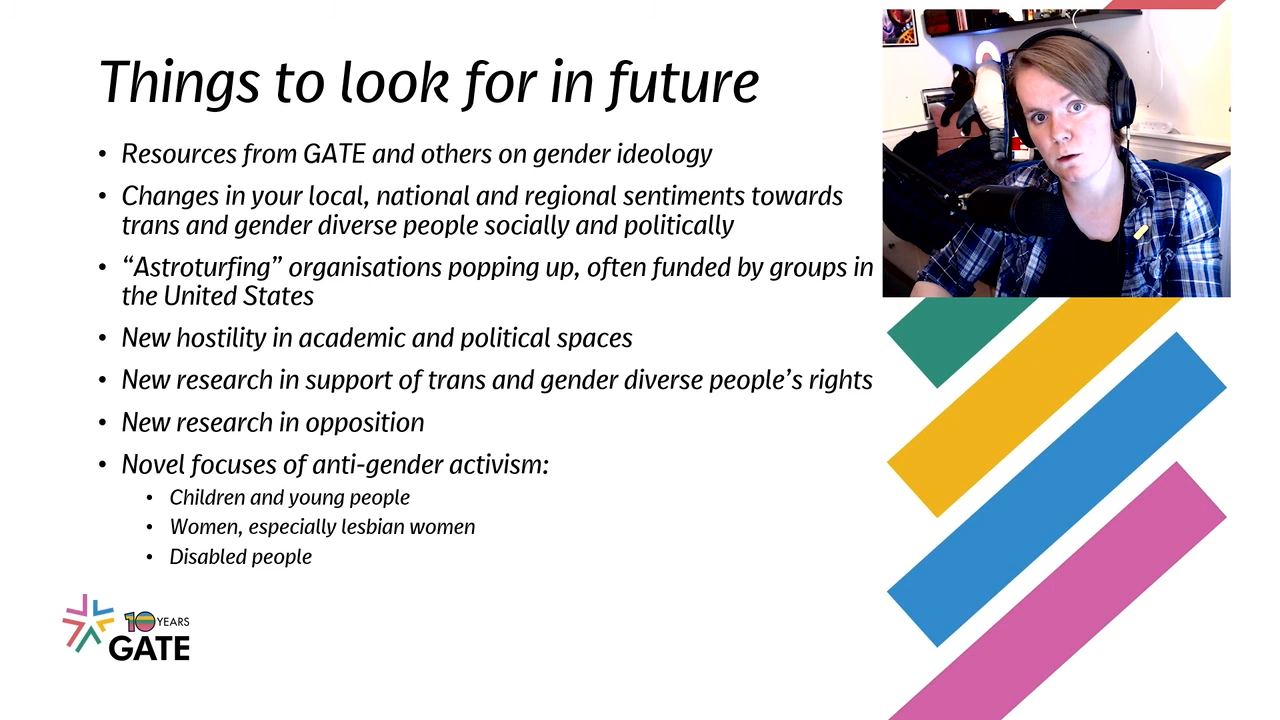 Things to look for in future
• Resources from GATE and others on gender ideology
• Changes in your local, national and regional sentiments towards
trans and gender diverse people socially and politically
• “Astroturfing” organisations popping up, often funded by groups in
the United States
• New hostility in academic and political spaces
• New research in support of trans and gender diverse people’s rights
• New research in opposition
• Novel focuses of anti-gender activism:
• Children and young people
• Women, especially lesbian women
• Disabled people
10 YEARS
GATE